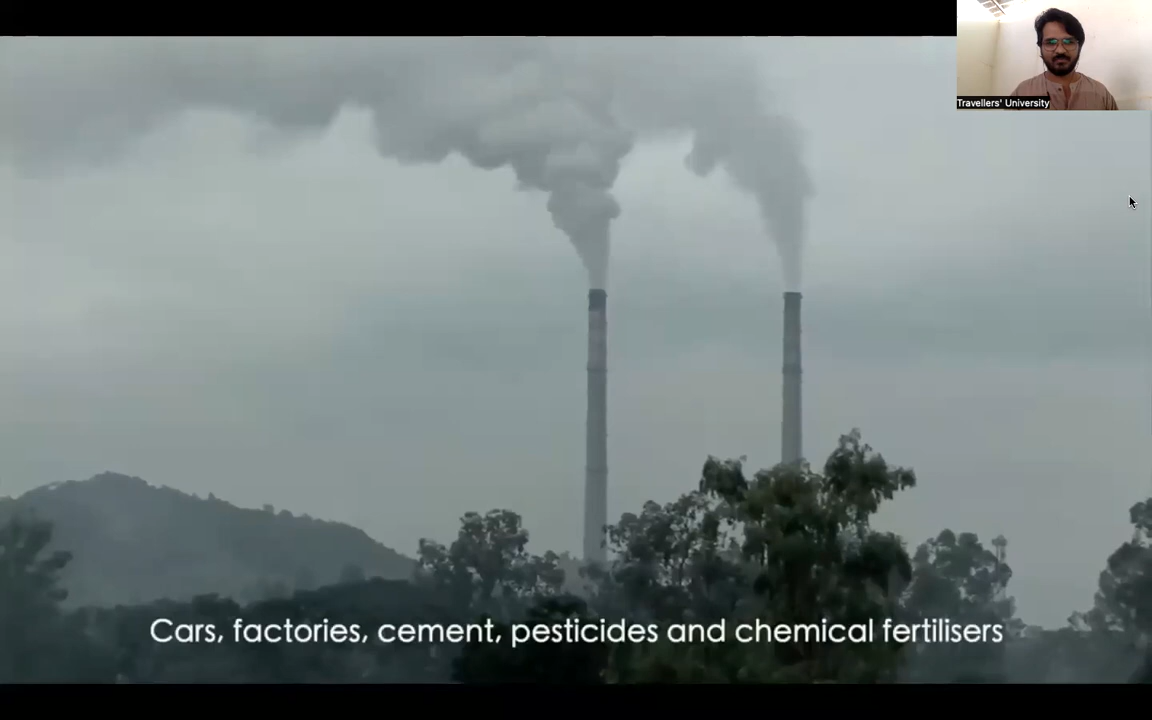 Travellers' University
Cars, factories, cement, pesticides and chemical fertilisers